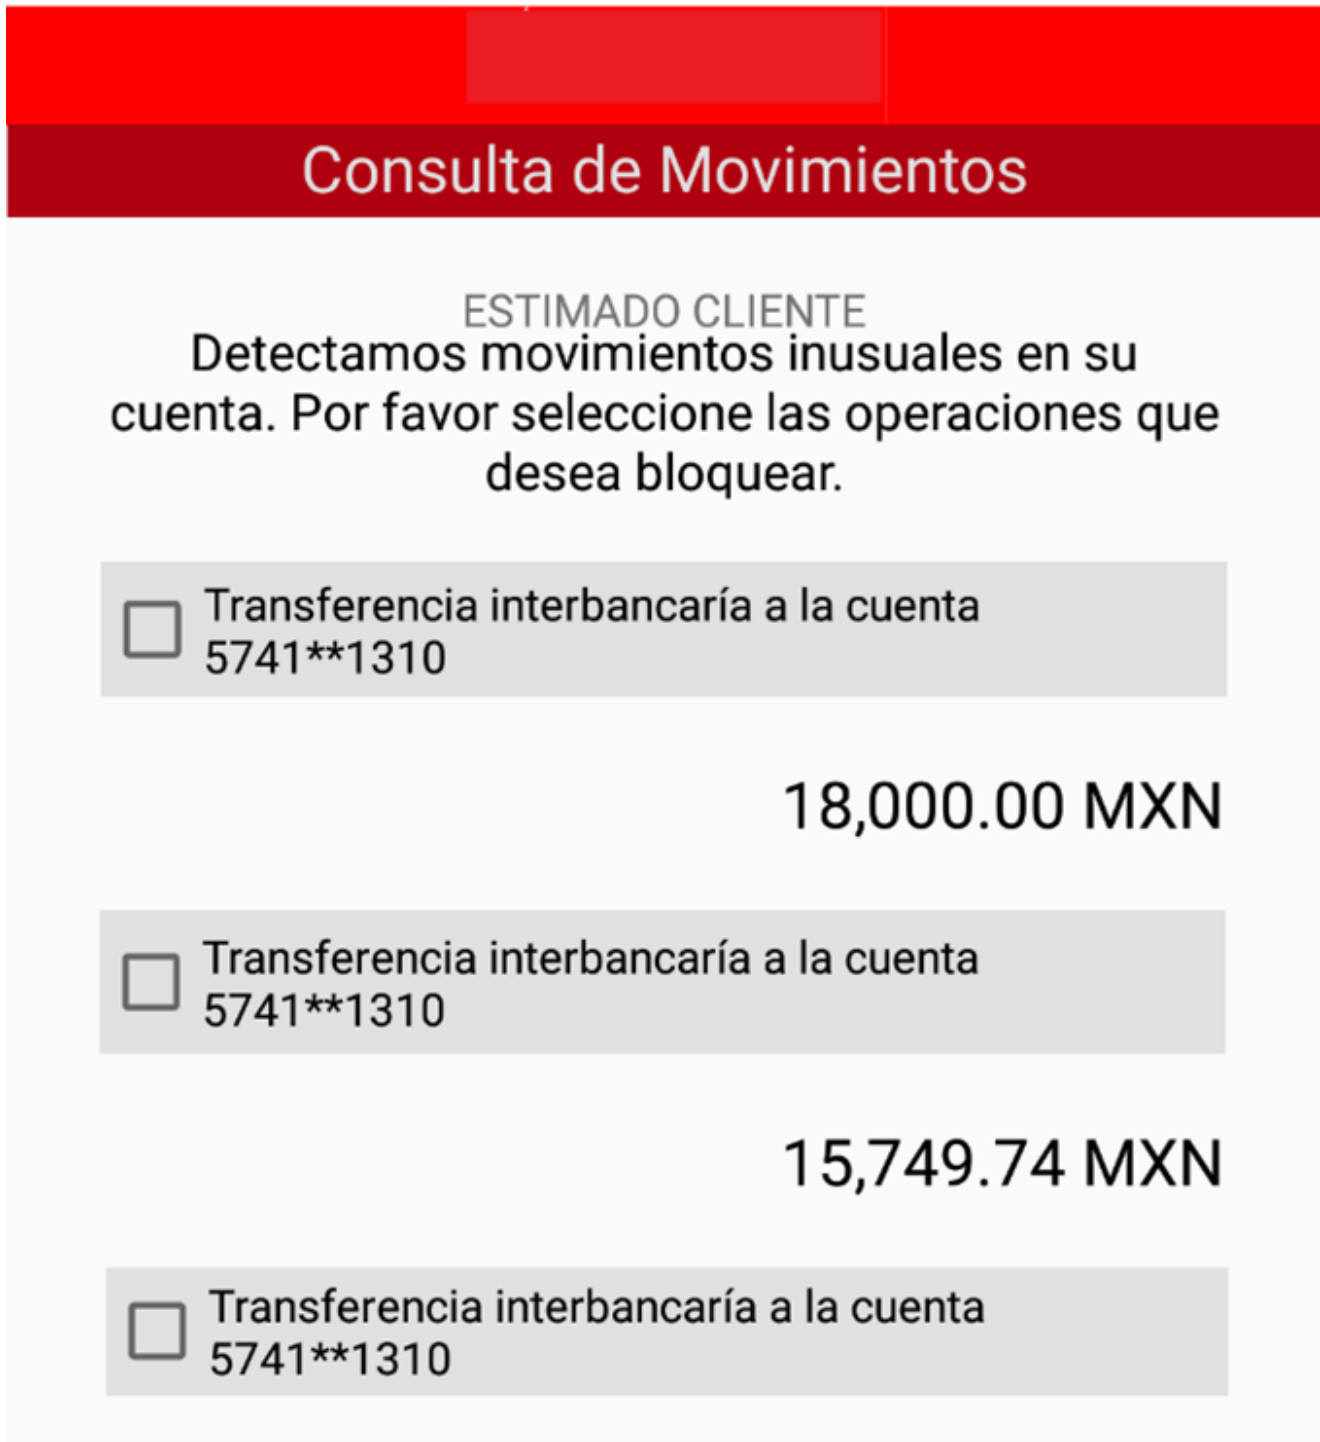 Consulta de Movimientos
ESTIMADO CLIENTE
Detectamos movimientos inusuales en su
cuenta. Por favor seleccione las operaciones que
desea bloquear.
Transferencia interbancaría a la cuenta
5741**1310
18,000.00 MXN
Transferencia interbancaría a la cuenta
5741**1310
15,749.74 MXN
Transferencia interbancaría a la cuenta
5741**1310